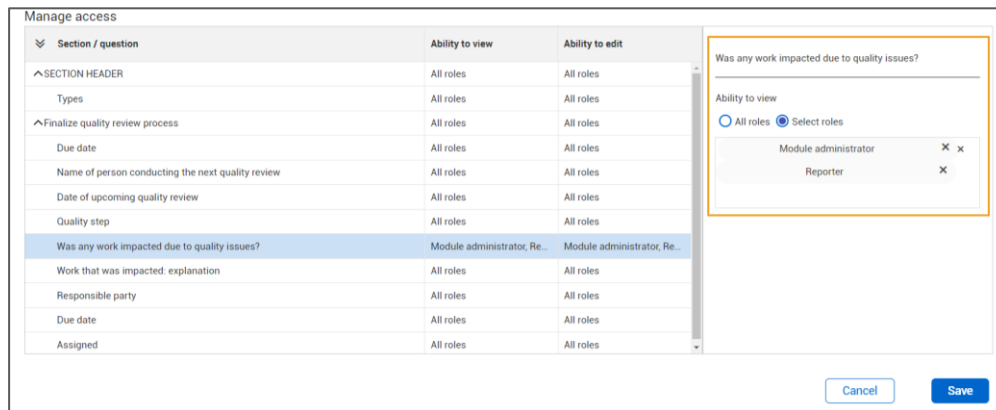 Manage access
Section / question Ability to view Ability to edit
SECTION HEADER All roles All roles
Types All roles All roles
Finalize quality review process All roles All roles
Due date All roles All roles
Name of person conducting the next quality review All roles All roles
Date of upcoming quality review All roles All roles
Quality step All roles All roles
Was any work impacted due to quality issues? Module administrator, Re... Module administrator, Re...
Work that was impacted: explanation All roles All roles
Responsible party All roles All roles
Due date All roles All roles
Assigned All roles All roles
Was any work impacted due to quality issues?
Ability to view
All roles Select roles
Module administrator
Reporter
Cancel Save